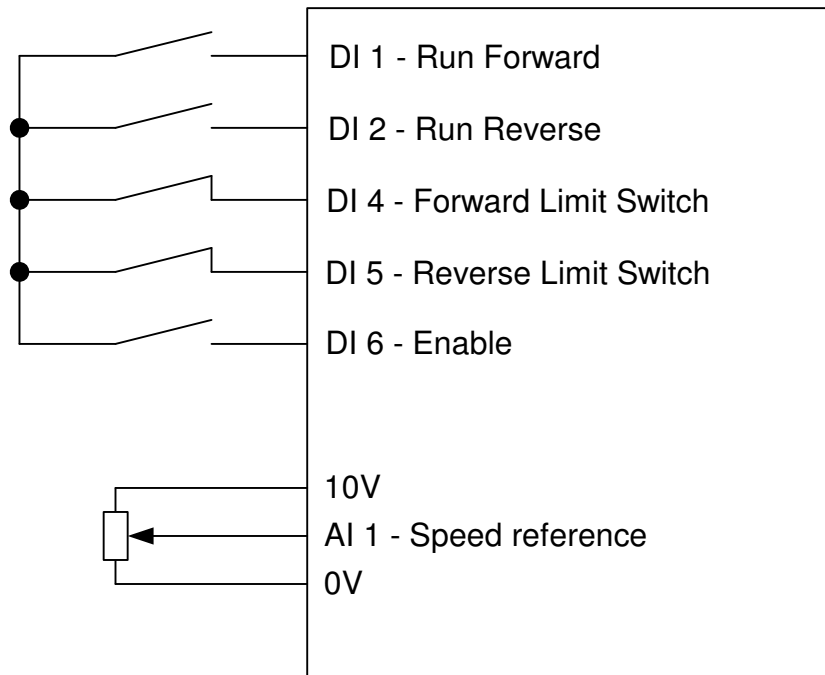 DI 1 - Run Forward
DI 2 - Run Reverse
DI 4 - Forward Limit Switch
DI 5 - Reverse Limit Switch
DI 6 - Enable
10V
AI 1 - Speed reference
0V